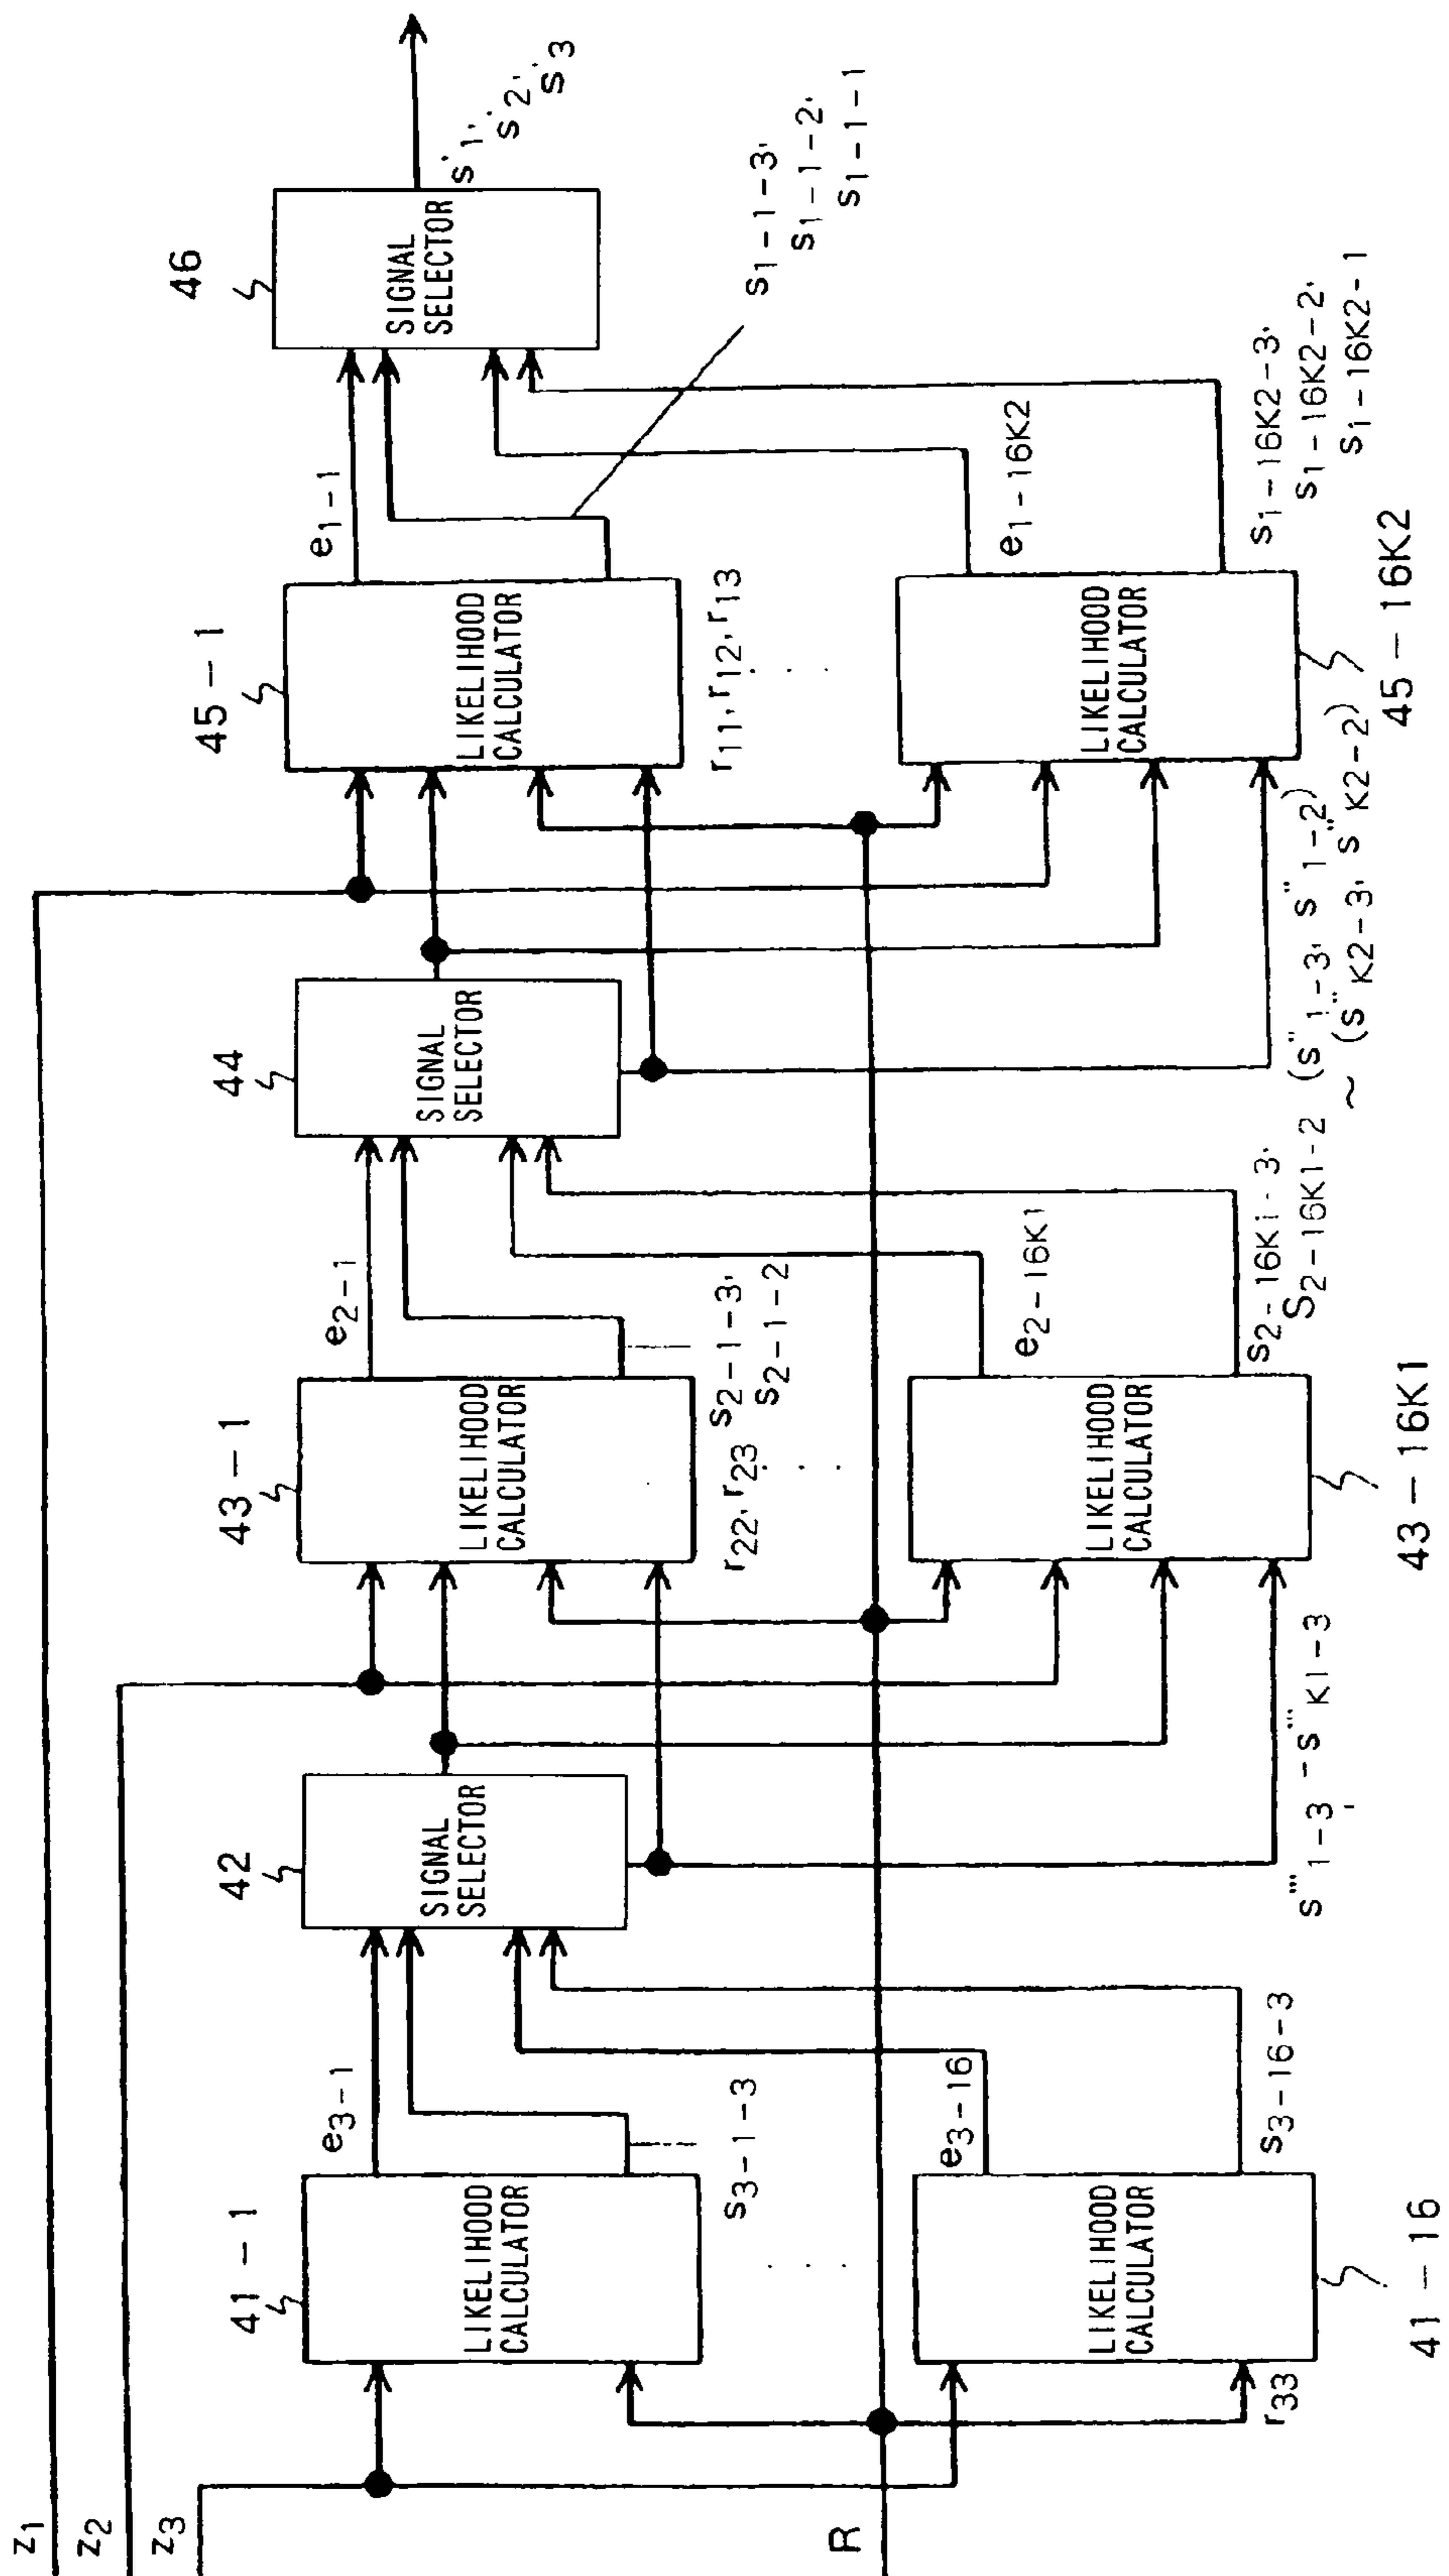 z1
z2
z3
R
41-1
LIKELIHOOD
CALCULATOR
e3-1
s3-1-3
LIKELIHOOD
CALCULATOR
41-16
r33
e3-16
s3-16-3
42
SIGNAL
SELECTOR
s'''1-3 -s'''K1-3
43-1
LIKELIHOOD
CALCULATOR
r22, r23
e2-1
s2-1-3,
s2-1-2
LIKELIHOOD
CALCULATOR
43-16K1
e2-16K1
s2-16K1-3,
S2-16K1-2
44
SIGNAL
SELECTOR
(s''1-3, s''1-2)
~ (s''K2-3, s''K2-2)
45-1
LIKELIHOOD
CALCULATOR
r11, r12, r13
e1-1
s1-1-3,
s1-1-2,
s1-1-1
LIKELIHOOD
CALCULATOR
45-16K2
e1-16K2
s1-16K2-3,
s1-16K2-2,
s1-16K2-1
46
SIGNAL
SELECTOR
s'1, s'2, s'3